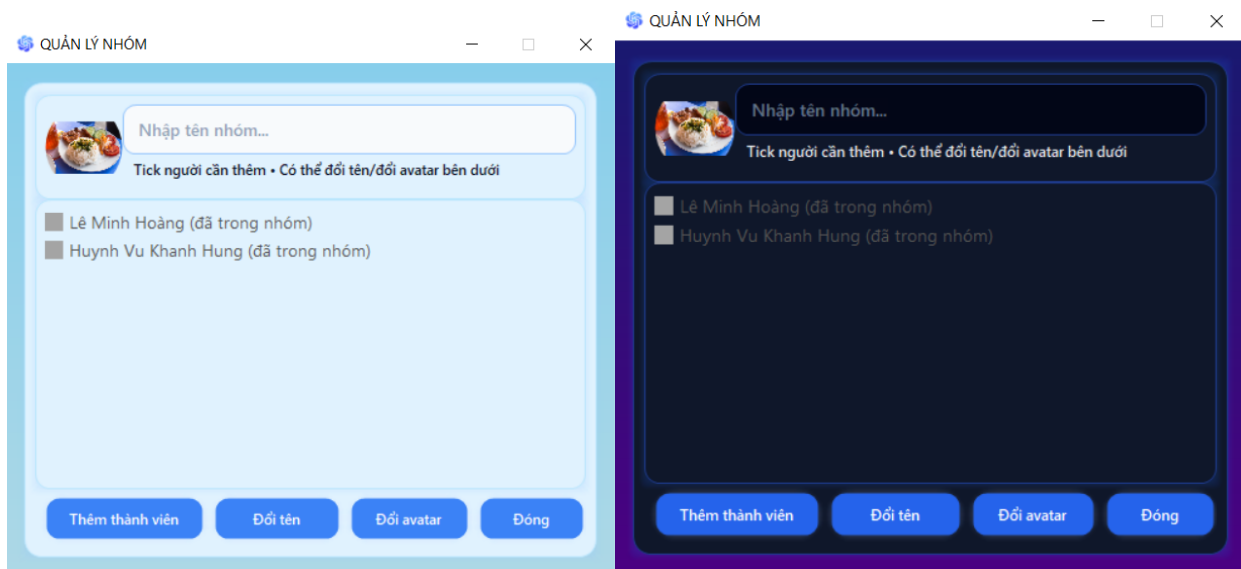 QUẢN LÝ NHÓM
Nhập tên nhóm...
Tick người cần thêm • Có thể đổi tên/đổi avatar bên dưới
Lê Minh Hoàng (đã trong nhóm)
Huynh Vu Khanh Hung (đã trong nhóm)
Thêm thành viên
Đổi tên
Đổi avatar
Đóng
QUẢN LÝ NHÓM
Nhập tên nhóm...
Tick người cần thêm • Có thể đổi tên/đổi avatar bên dưới
Lê Minh Hoàng (đã trong nhóm)
Huynh Vu Khanh Hung (đã trong nhóm)
Thêm thành viên
Đổi tên
Đổi avatar
Đóng